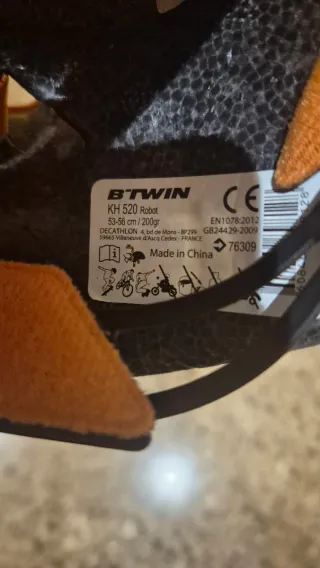 BTWIN
KH 520 Robot
53-56 cm / 200gr
DECATHLON 4, bd de Mons - BP299
59665 Villeneuve d'Ascq Cedex - FRANCE
CE
EN1078:2012
GB24429-2009
76309
Made in China